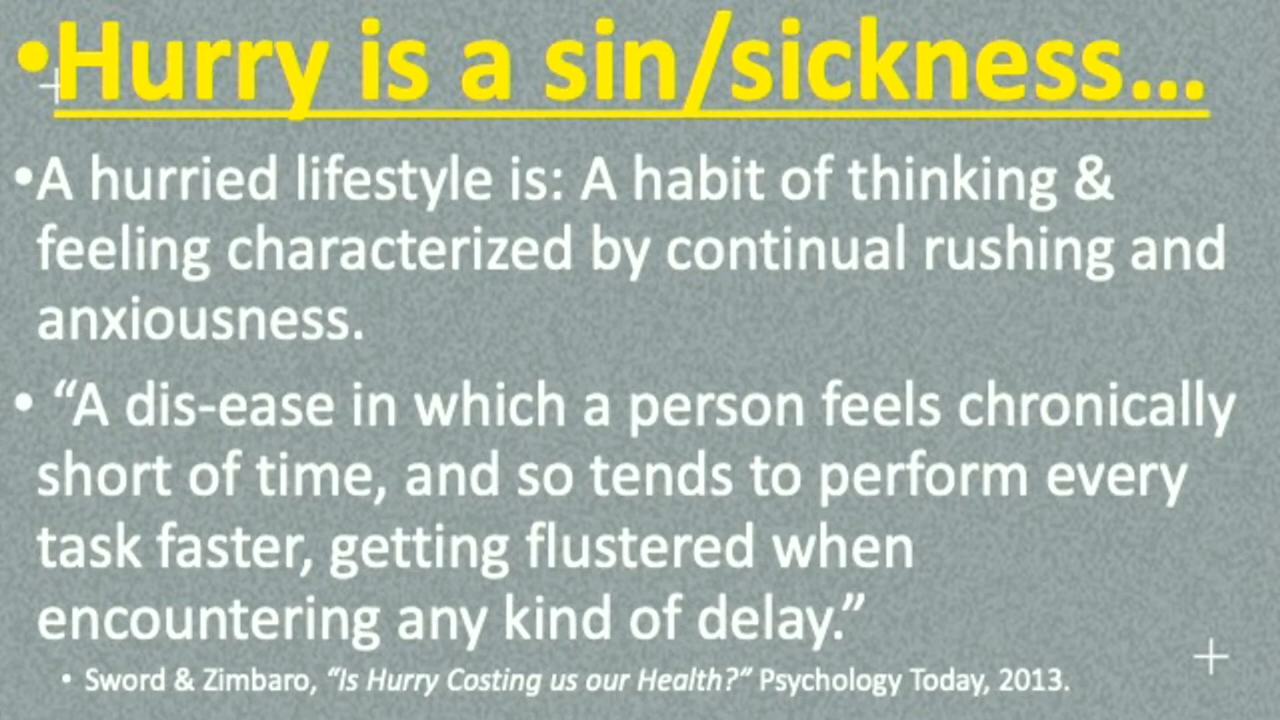 •Hurry is a sin/sickness...
•A hurried lifestyle is: A habit of thinking &
feeling characterized by continual rushing and
anxiousness.
• “A dis-ease in which a person feels chronically
short of time, and so tends to perform every
task faster, getting flustered when
encountering any kind of delay.”
• Sword & Zimbaro, “Is Hurry Costing us our Health?” Psychology Today, 2013.